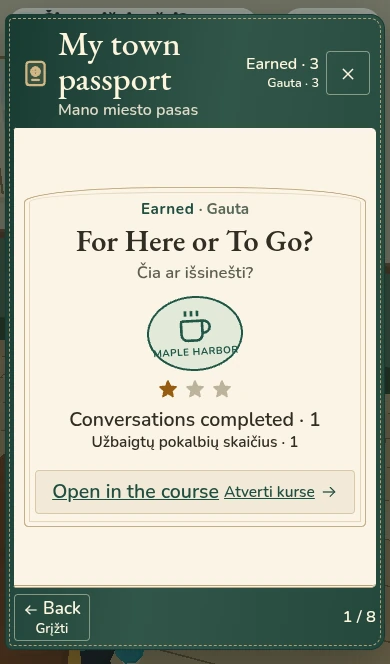 My town
passport
Mano miesto pasas
Earned · 3
Gauta · 3
Earned · Gauta
For Here or To Go?
Čia ar išsinešti?
MAPLE HARBOR
Conversations completed · 1
Užbaigtų pokalbių skaičius · 1
Open in the course Atverti kurse →
← Back
Grįžti
1 / 8